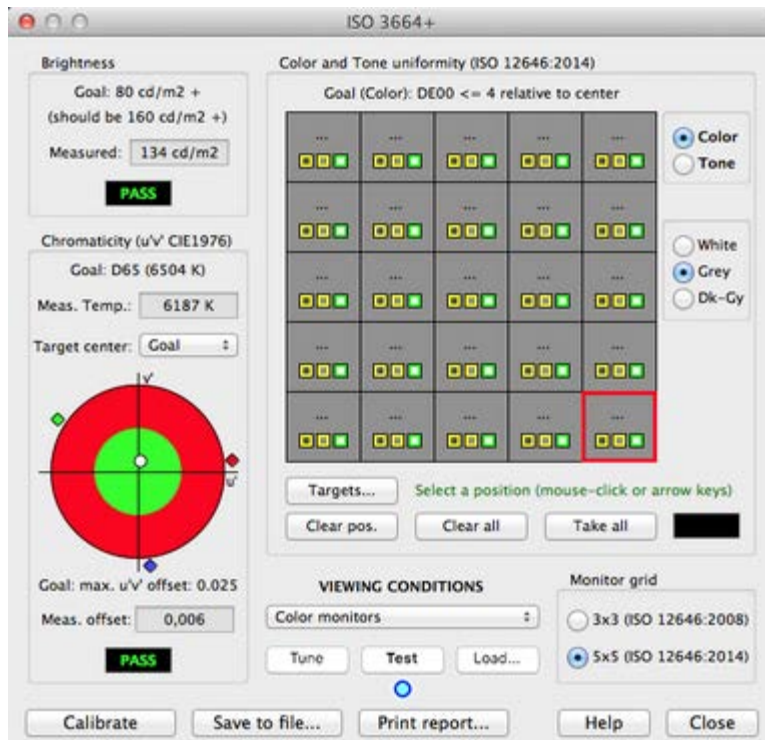 ISO 3664+
Brightness
Goal: 80 cd/m2 +
(should be 160 cd/m2 +)
Measured: 134 cd/m2
PASS
Chromaticity (u'v' CIE1976)
Goal: D65 (6504 K)
Meas. Temp.: 6187 K
Target center: Goal
v'
u'
Goal: max. u'v' offset: 0.025
Meas. offset: 0,006
PASS
Color and Tone uniformity (ISO 12646:2014)
Goal (Color): DE00 <= 4 relative to center
... ... ... ... ...
... ... ... ... ...
... ... ... ... ...
... ... ... ... ...
... ... ... ... ...
Color
Tone
White
Grey
Dk-Gy
Targets... Select a position (mouse-click or arrow keys)
Clear pos. Clear all Take all
VIEWING CONDITIONS
Color monitors
Tune Test Load...
Monitor grid
3x3 (ISO 12646:2008)
5x5 (ISO 12646:2014)
Calibrate Save to file... Print report... Help Close